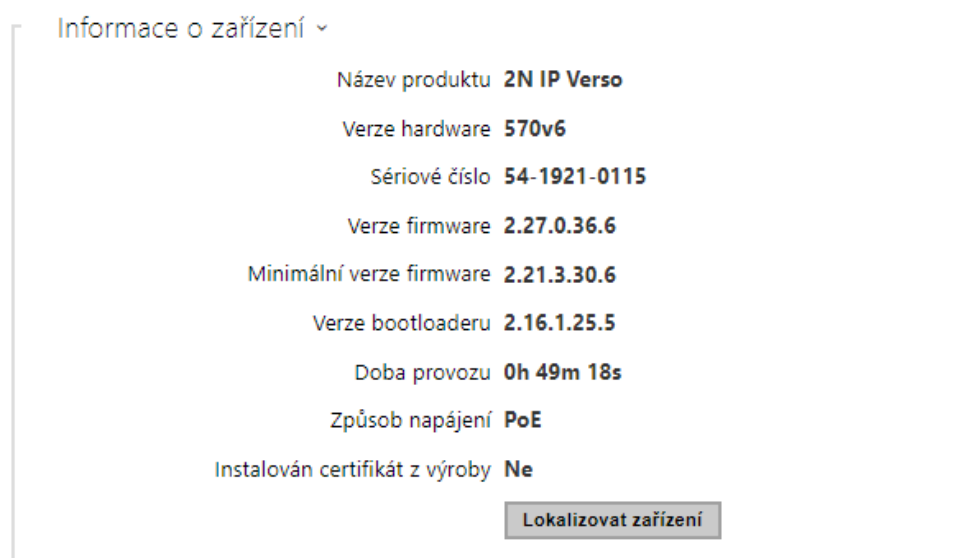 Informace o zařízení
Název produktu 2N IP Verso
Verze hardware 570v6
Sériové číslo 54-1921-0115
Verze firmware 2.27.0.36.6
Minimální verze firmware 2.21.3.30.6
Verze bootloaderu 2.16.1.25.5
Doba provozu 0h 49m 18s
Způsob napájení PoE
Instalován certifikát z výroby Ne
Lokalizovat zařízení